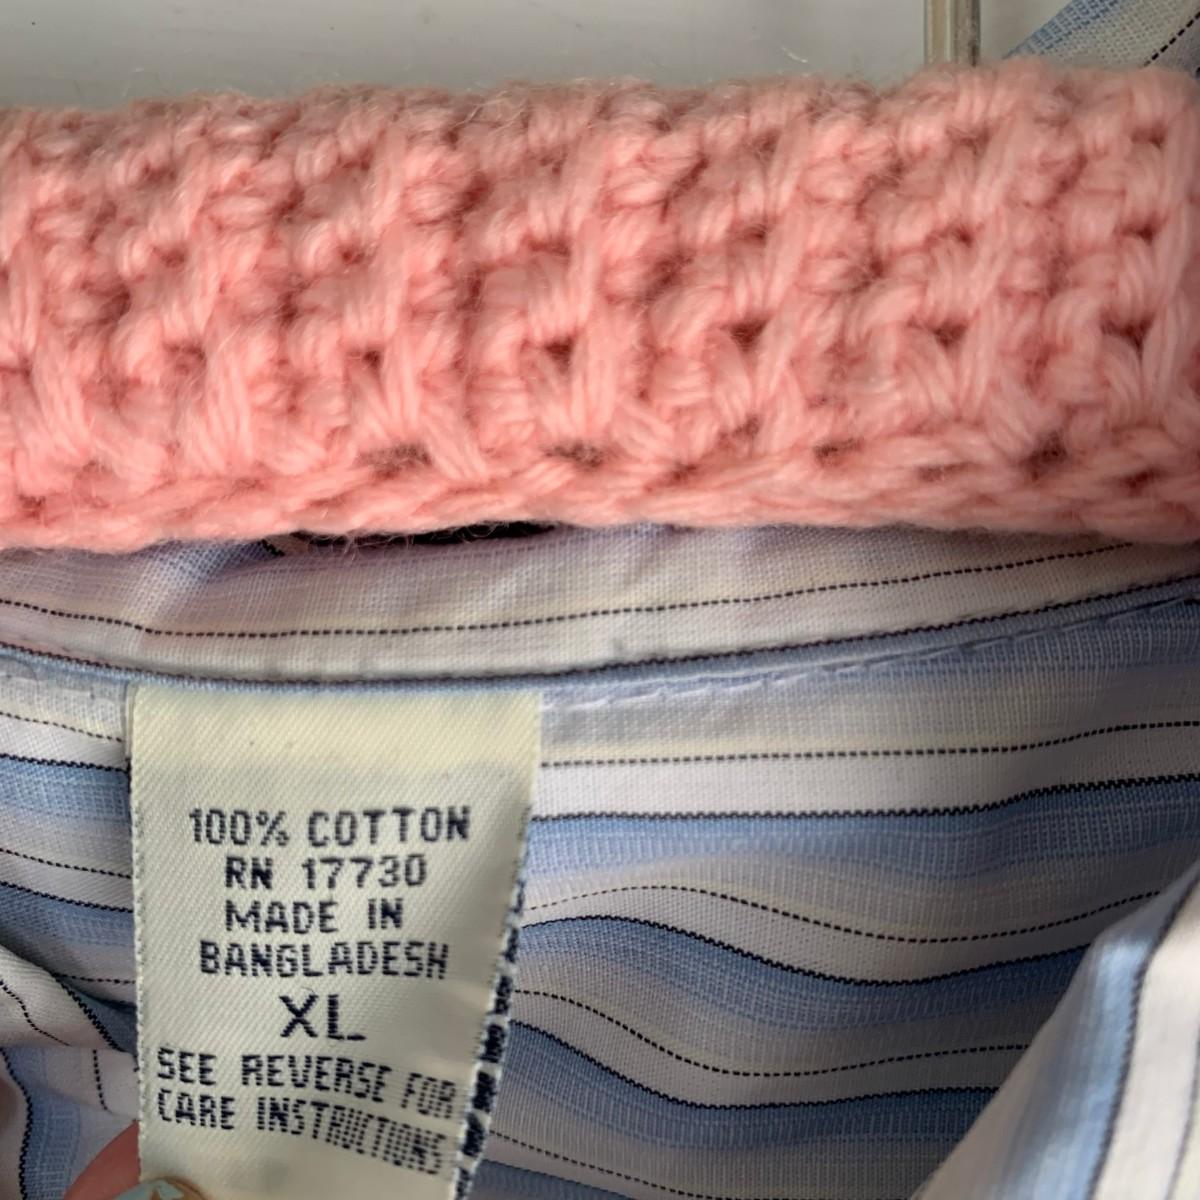 100% COTTON
RN 17730
MADE IN
BANGLADESH
XL
SEE REVERSE FOR
CARE INSTRUCTIONS